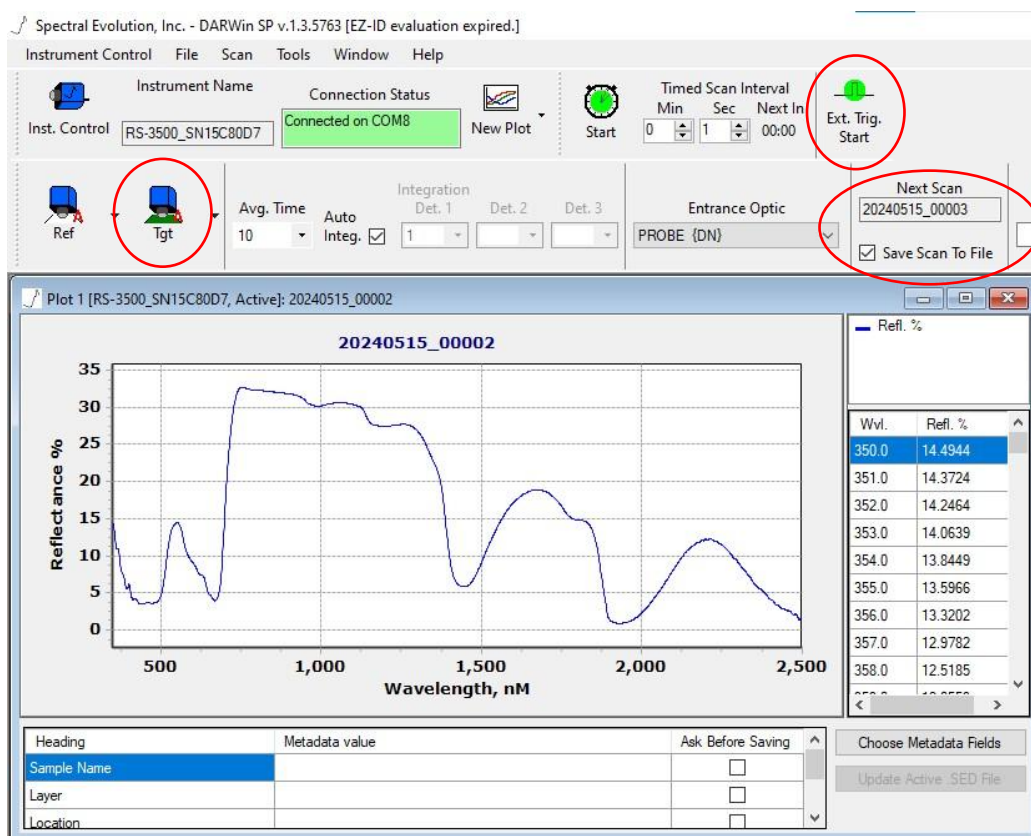 Spectral Evolution, Inc. - DARWin SP v.1.3.5763 [EZ-ID evaluation expired.]
Instrument Control File Scan Tools Window Help
Instrument Name
Connection Status
Timed Scan Interval
Min Sec Next In
Inst. Control
RS-3500_SN15C80D7
Connected on COM8
New Plot
Start
0 1 00:00
Ext. Trig.
Start
Ref
Tgt
Avg. Time
10
Auto
Integ.
Integration
Det. 1 Det. 2 Det. 3
1
Entrance Optic
PROBE {DN}
Next Scan
20240515_00003
Save Scan To File
Plot 1 [RS-3500_SN15C80D7, Active]: 20240515_00002
20240515_00002
Reflectance %
35
30
25
20
15
10
5
0
500 1,000 1,500 2,000 2,500
Wavelength, nM
Refl. %
Wvl. Refl. %
350.0 14.4944
351.0 14.3724
352.0 14.2464
353.0 14.0639
354.0 13.8449
355.0 13.5966
356.0 13.3202
357.0 12.9782
358.0 12.5185
Heading Metadata value Ask Before Saving
Sample Name
Layer
Location
Choose Metadata Fields
Update Active .SED File